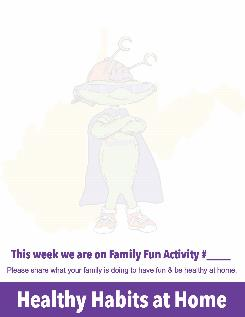 This week we are on Family Fun Activity #____
Please share what your family is doing to have fun & be healthy at home.
Healthy Habits at Home